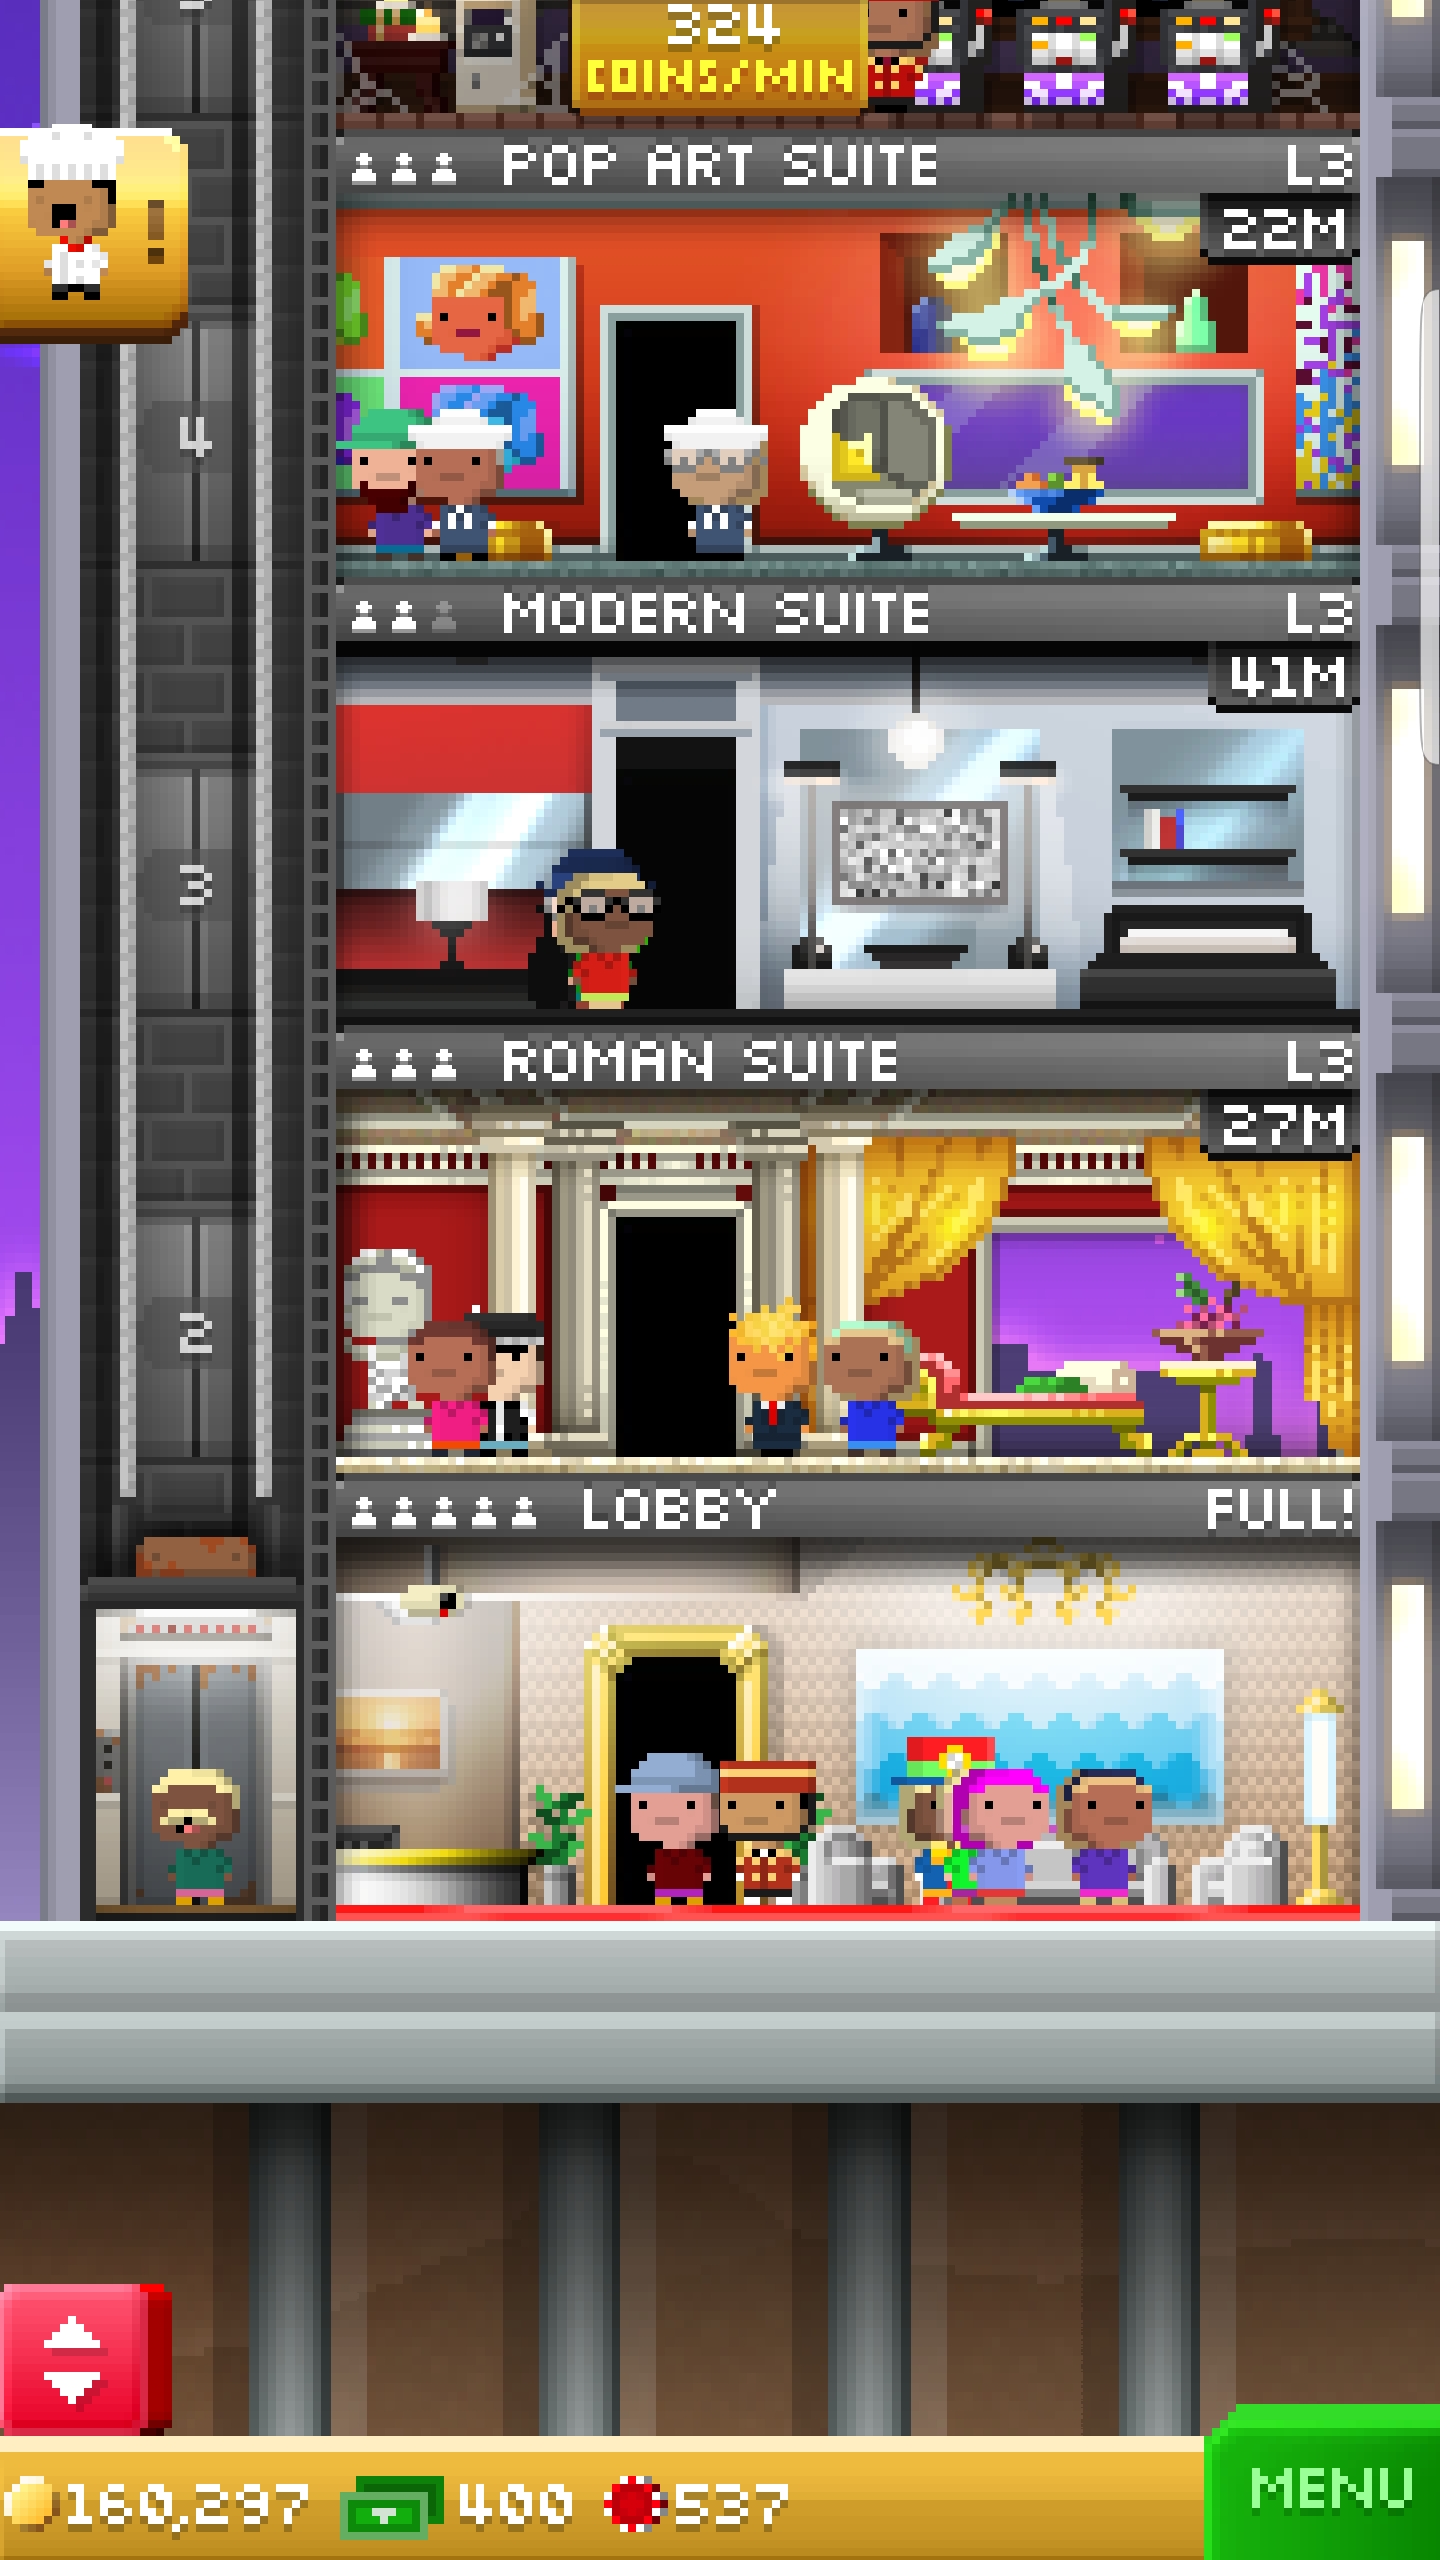 324
COINS/MIN
POP ART SUITE L3
22M
!
4
MODERN SUITE L3
41M
3
ROMAN SUITE L3
27M
2
LOBBY FULL!
160,297 400 537
MENU